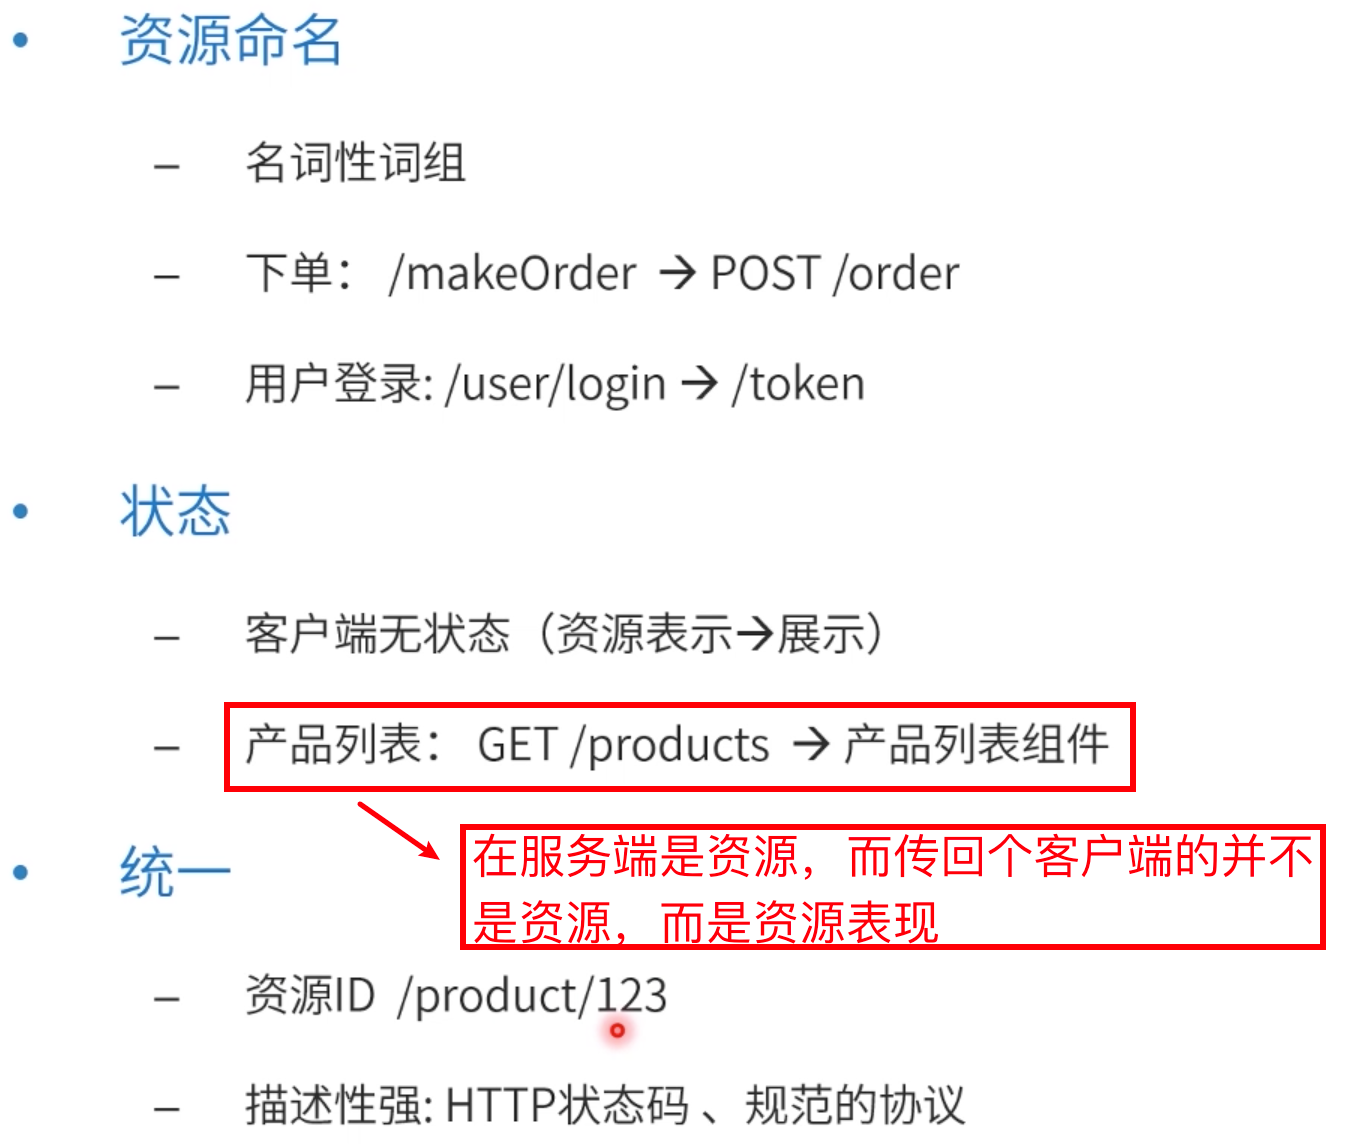 • 资源命名
– 名词性词组
– 下单： /makeOrder → POST /order
– 用户登录: /user/login → /token
• 状态
– 客户端无状态（资源表示→展示）
– 产品列表： GET /products → 产品列表组件
在服务端是资源，而传回个客户端的并不
是资源，而是资源表现
• 统一
– 资源ID /product/123
– 描述性强: HTTP状态码 、规范的协议